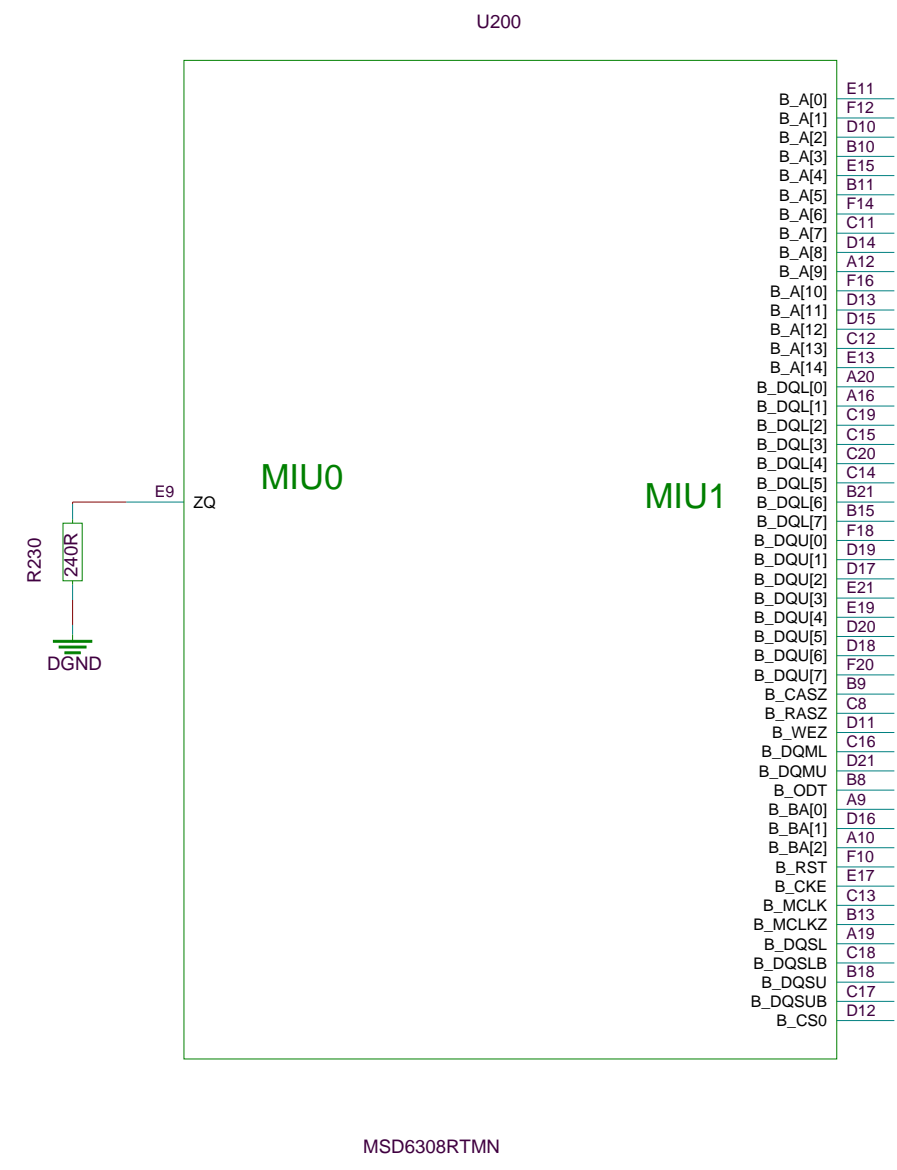 U200
B_A[0] E11
B_A[1] F12
B_A[2] D10
B_A[3] B10
B_A[4] E15
B_A[5] B11
B_A[6] F14
B_A[7] C11
B_A[8] D14
B_A[9] A12
B_A[10] F16
B_A[11] D13
B_A[12] D15
B_A[13] C12
B_A[14] E13
B_DQL[0] A20
B_DQL[1] A16
B_DQL[2] C19
B_DQL[3] C15
B_DQL[4] C20
B_DQL[5] C14
B_DQL[6] B21
B_DQL[7] B15
B_DQU[0] F18
B_DQU[1] D19
B_DQU[2] D17
B_DQU[3] E21
B_DQU[4] E19
B_DQU[5] D20
B_DQU[6] D18
B_DQU[7] F20
B_CASZ B9
B_RASZ C8
B_WEZ D11
B_DQML C16
B_DQMU D21
B_ODT B8
B_BA[0] A9
B_BA[1] D16
B_BA[2] A10
B_RST F10
B_CKE E17
B_MCLK C13
B_MCLKZ B13
B_DQSL A19
B_DQSLB C18
B_DQSU B18
B_DQSUB C17
B_CS0 D12
MIU0
MIU1
E9 ZQ
R230
240R
DGND
MSD6308RTMN